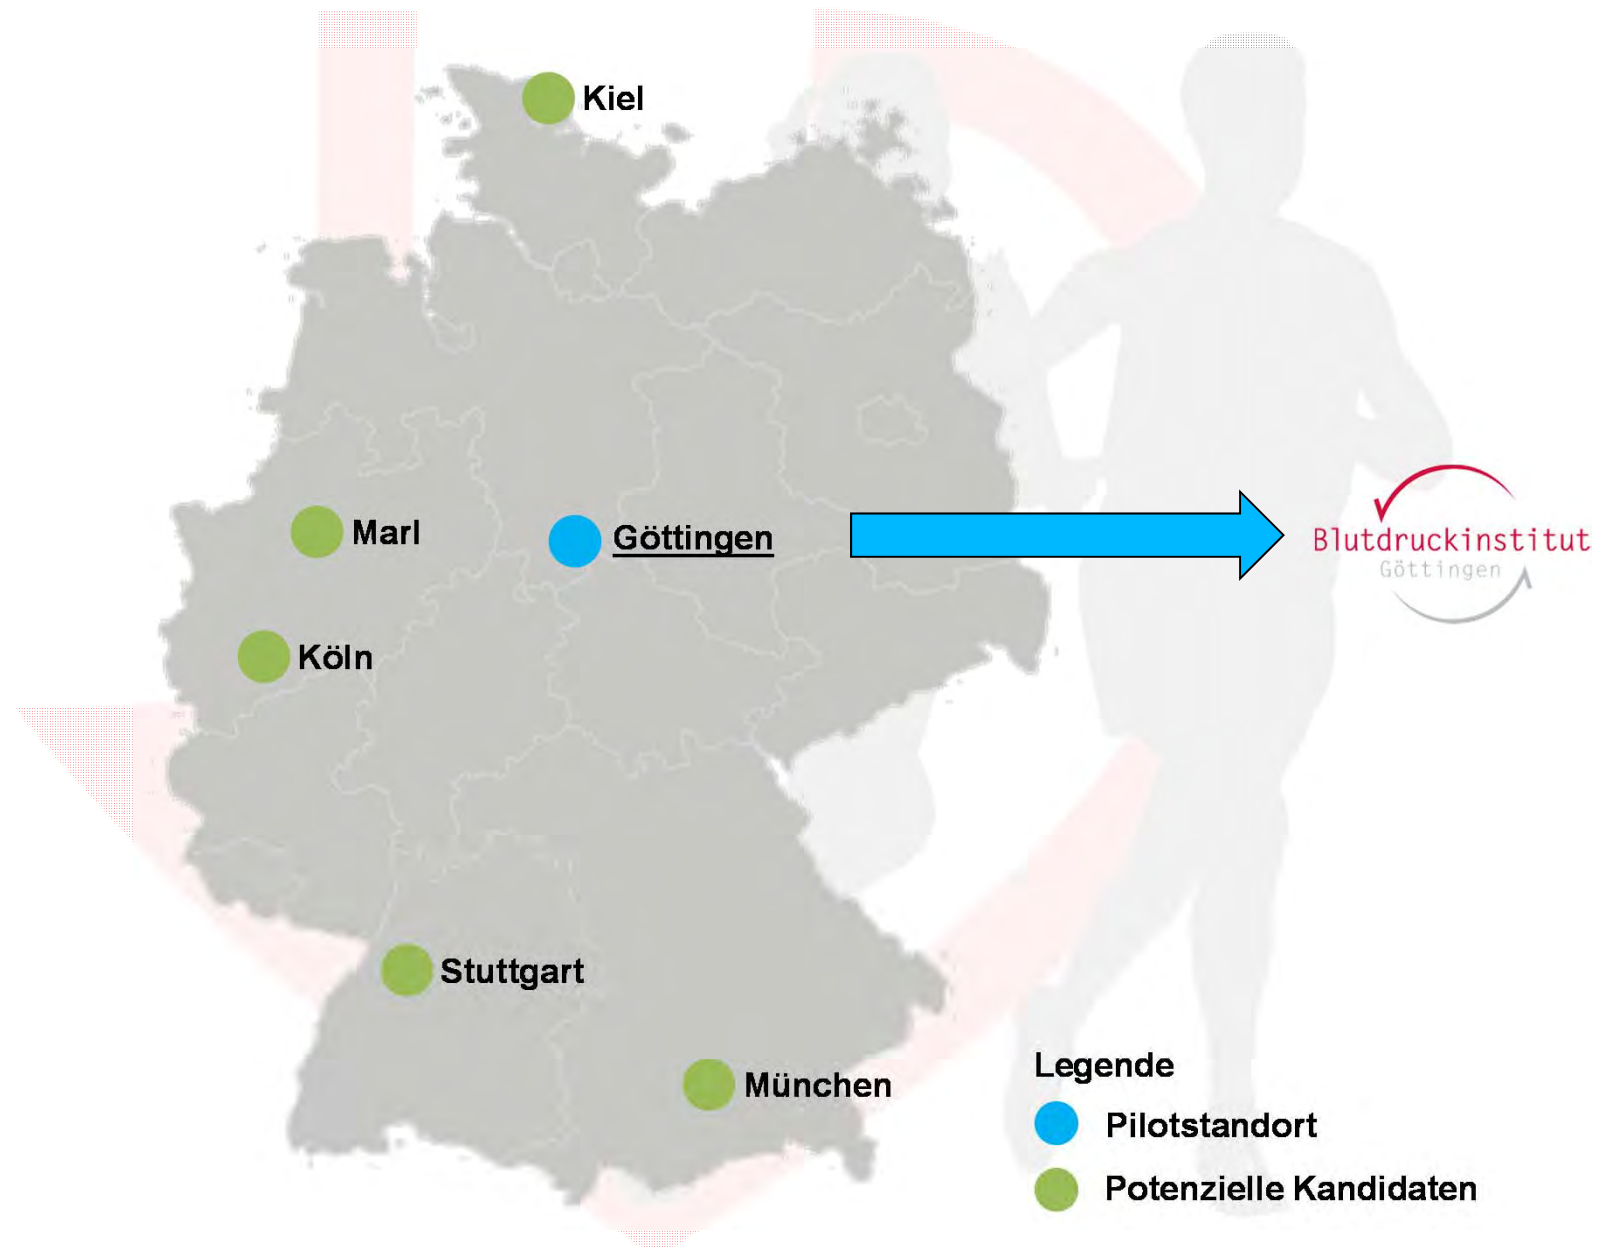 Kiel
Marl
Göttingen
Blutdruckinstitut
Göttingen
Köln
Stuttgart
München
Legende
Pilotstandort
Potenzielle Kandidaten